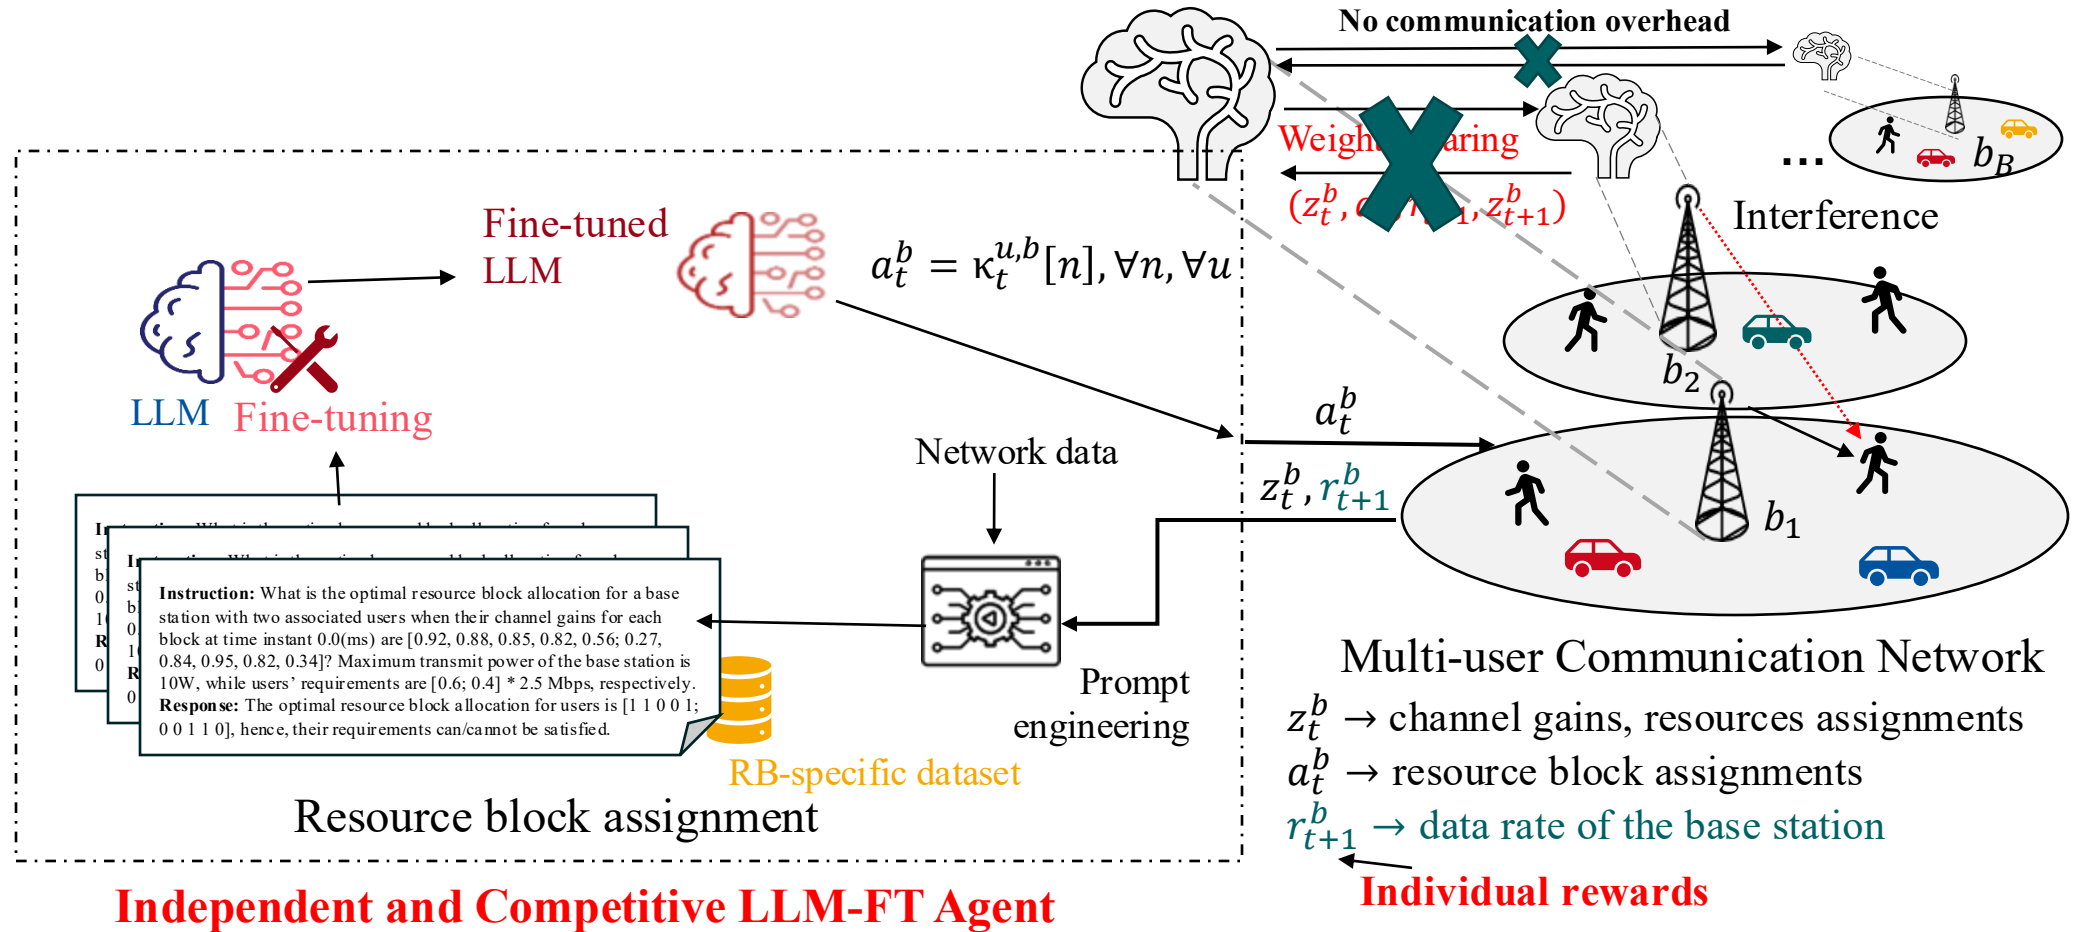 No communication overhead
Weight aring
(z_t^b, r 1, z_{t+1}^b)
...
b_B
Interference
Fine-tuned
LLM
a_t^b = κ_t^{u,b}[n], ∀n, ∀u
LLM
Fine-tuning
b_2
a_t^b
Network data
z_t^b, r_{t+1}^b
b_1
Instruction: What is the optimal resource block allocation for a base
station with two associated users when their channel gains for each
block at time instant 0.0(ms) are [0.92, 0.88, 0.85, 0.82, 0.56; 0.27,
0.84, 0.95, 0.82, 0.34]? Maximum transmit power of the base station is
10W, while users' requirements are [0.6; 0.4] * 2.5 Mbps, respectively.
Response: The optimal resource block allocation for users is [1 1 0 0 1;
0 0 1 1 0], hence, their requirements can/cannot be satisfied.
Prompt
engineering
RB-specific dataset
Resource block assignment
Multi-user Communication Network
z_t^b → channel gains, resources assignments
a_t^b → resource block assignments
r_{t+1}^b → data rate of the base station
Individual rewards
Independent and Competitive LLM-FT Agent